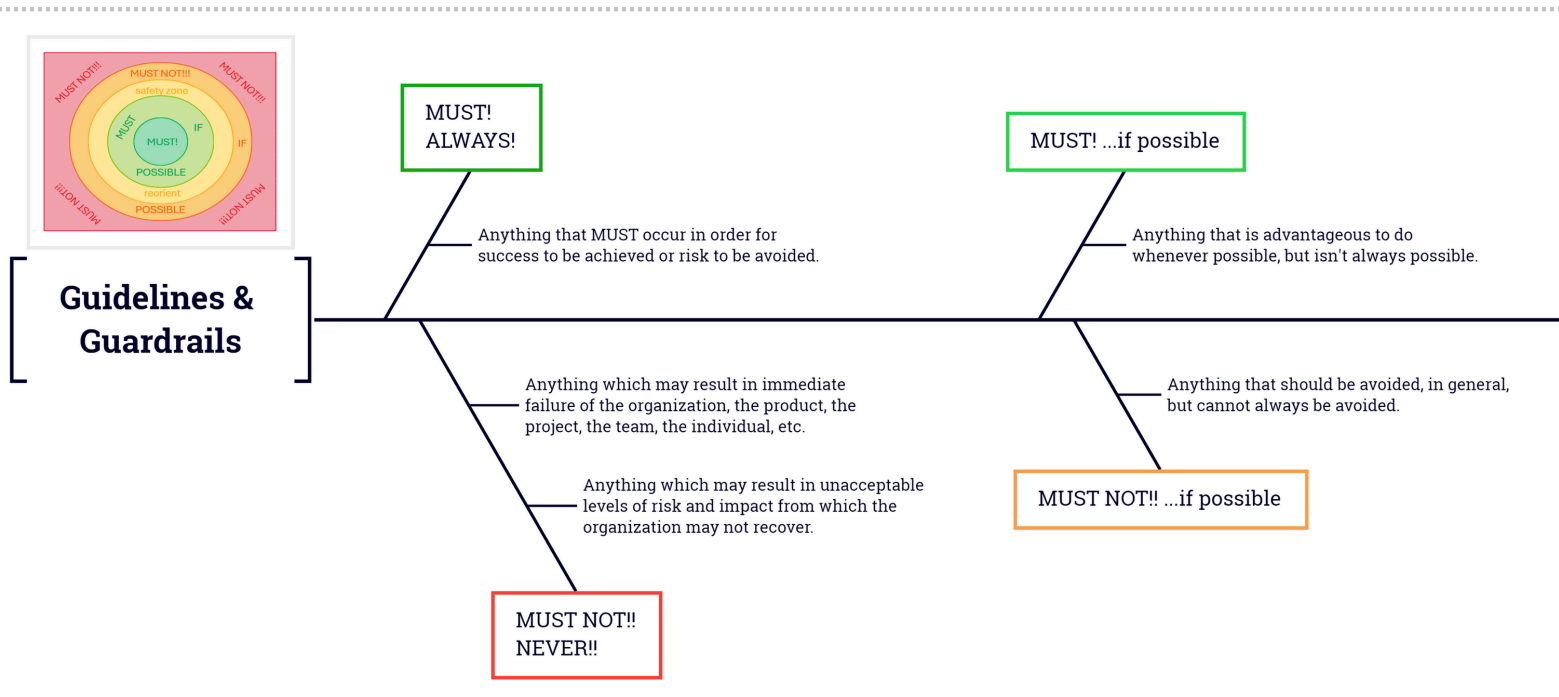 MUST NOT!!!
MUST NOT!!!
MUST NOT!!!
safety zone
MUST
IF
MUST!
IF
POSSIBLE
reorient
POSSIBLE
MUST NOT!!!
MUST NOT!!!
Guidelines &
Guardrails
MUST!
ALWAYS!
Anything that MUST occur in order for
success to be achieved or risk to be avoided.
Anything which may result in immediate
failure of the organization, the product, the
project, the team, the individual, etc.
Anything which may result in unacceptable
levels of risk and impact from which the
organization may not recover.
MUST NOT!!
NEVER!!
MUST! ...if possible
Anything that is advantageous to do
whenever possible, but isn't always possible.
Anything that should be avoided, in general,
but cannot always be avoided.
MUST NOT!! ...if possible